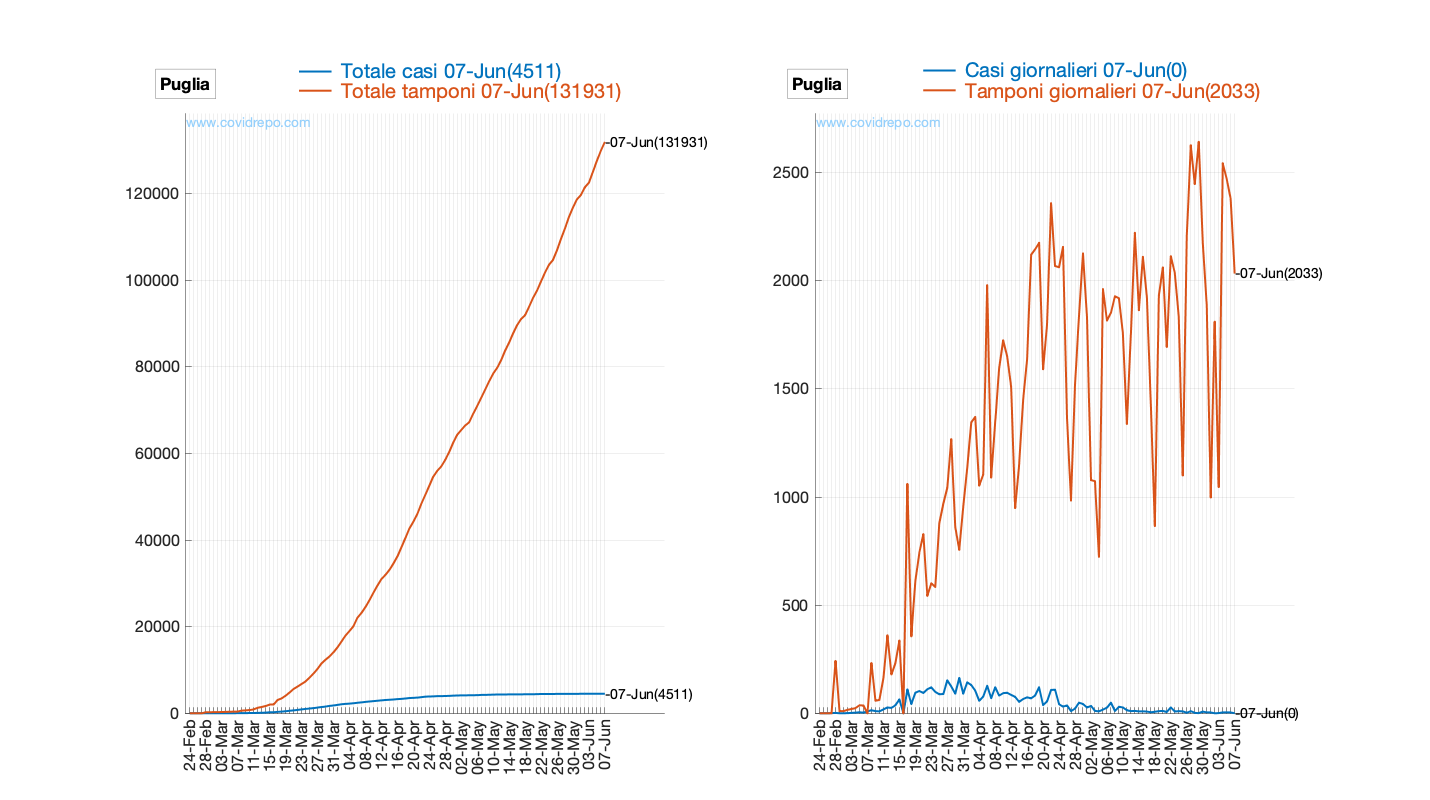 Puglia
Totale casi 07-Jun(4511)
Totale tamponi 07-Jun(131931)
www.covidrepo.com
-07-Jun(131931)
120000
100000
80000
60000
40000
20000
0
-07-Jun(4511)
24-Feb
28-Feb
03-Mar
07-Mar
11-Mar
15-Mar
19-Mar
23-Mar
27-Mar
31-Mar
04-Apr
08-Apr
12-Apr
16-Apr
20-Apr
24-Apr
28-Apr
02-May
06-May
10-May
14-May
18-May
22-May
26-May
30-May
03-Jun
07-Jun
Puglia
Casi giornalieri 07-Jun(0)
Tamponi giornalieri 07-Jun(2033)
www.covidrepo.com
2500
2000
-07-Jun(2033)
1500
1000
500
0
-07-Jun(0)
24-Feb
28-Feb
03-Mar
07-Mar
11-Mar
15-Mar
19-Mar
23-Mar
27-Mar
31-Mar
04-Apr
08-Apr
12-Apr
16-Apr
20-Apr
24-Apr
28-Apr
02-May
06-May
10-May
14-May
18-May
22-May
26-May
30-May
03-Jun
07-Jun